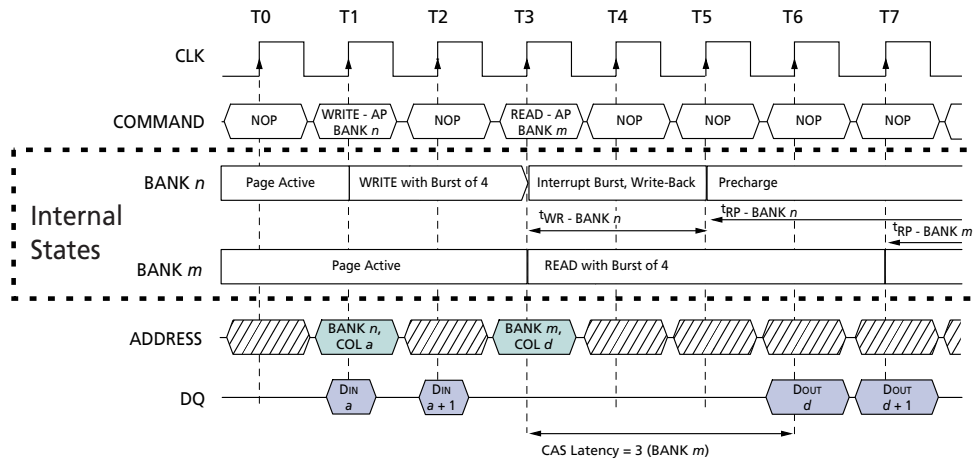 T0 T1 T2 T3 T4 T5 T6 T7
CLK
COMMAND NOP WRITE - AP BANK n NOP READ - AP BANK m NOP NOP NOP NOP
Internal States
BANK n Page Active WRITE with Burst of 4 Interrupt Burst, Write-Back Precharge
tWR - BANK n tRP - BANK n
tRP - BANK m
BANK m Page Active READ with Burst of 4
ADDRESS BANK n, COL a BANK m, COL d
DQ DIN a DIN a + 1 DOUT d DOUT d + 1
CAS Latency = 3 (BANK m)